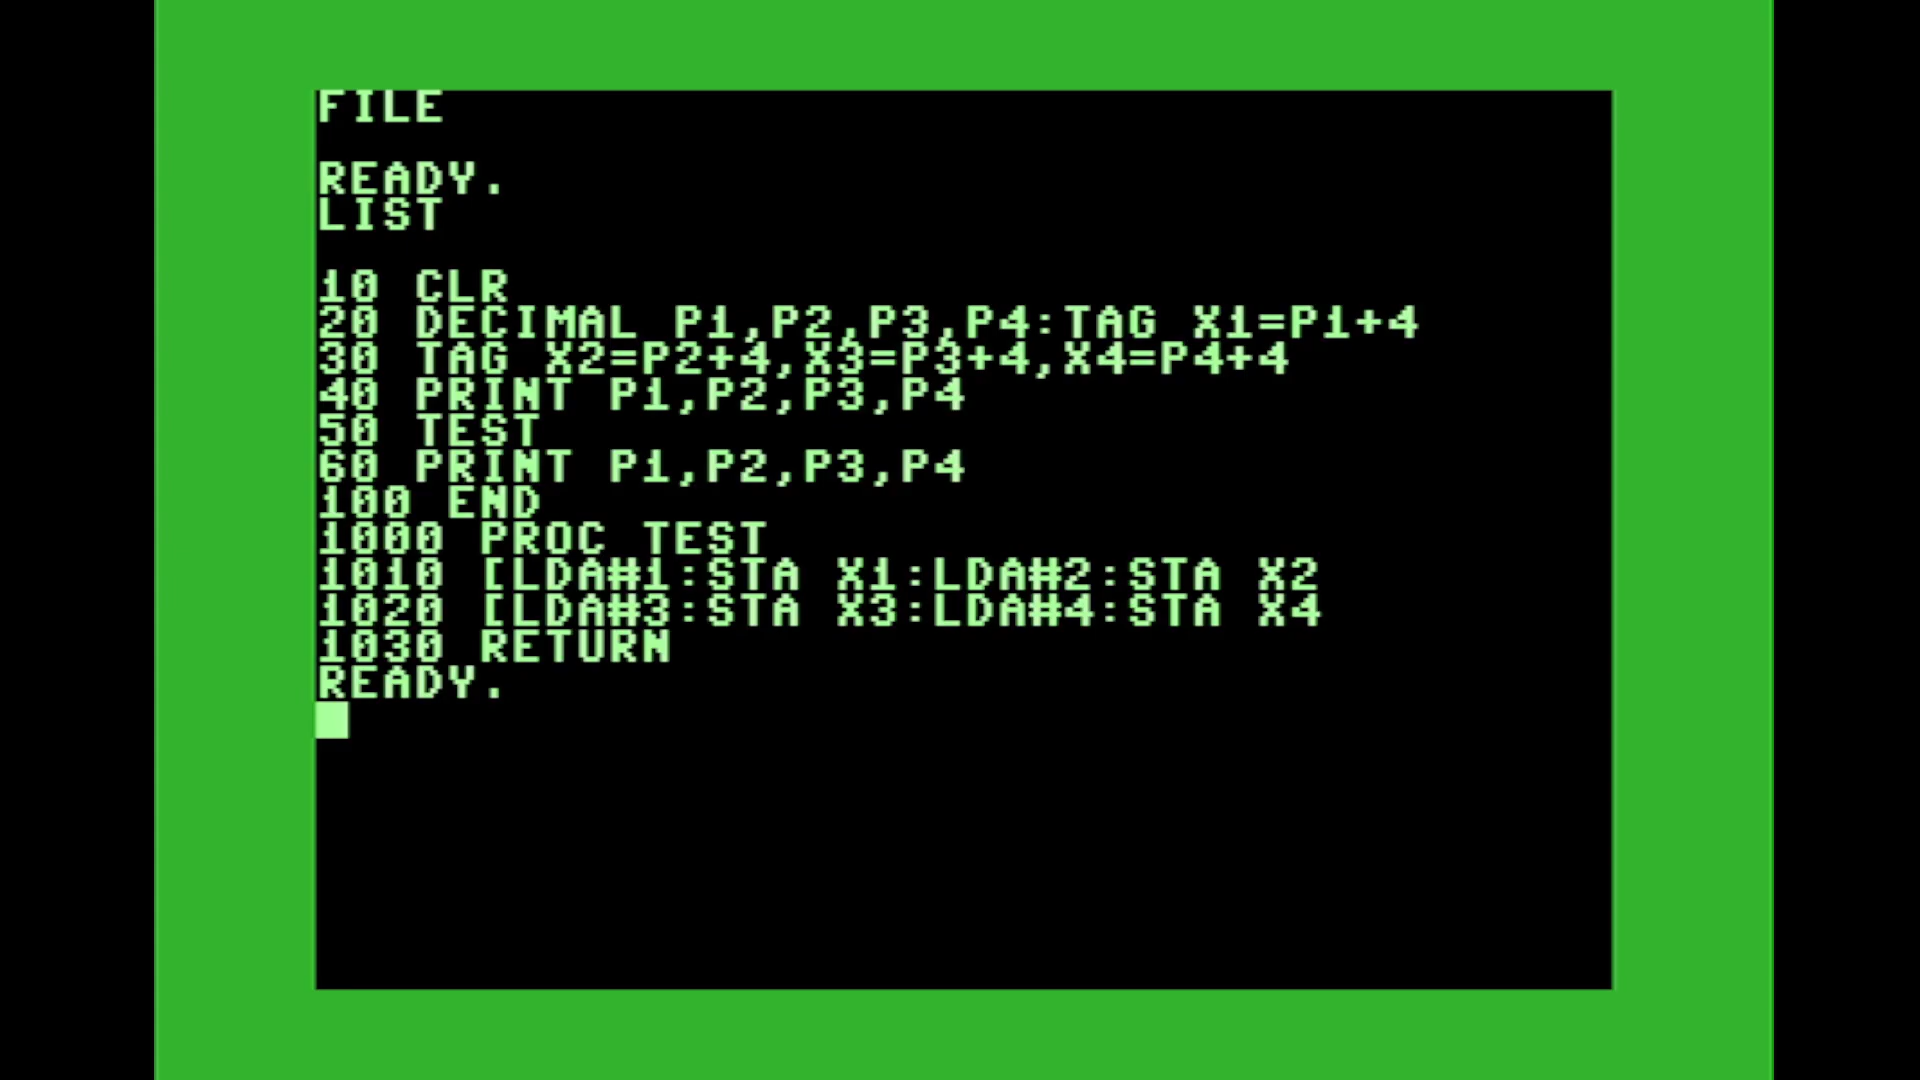 FILE
READY.
LIST
10 CLR
20 DECIMAL P1,P2,P3,P4:TAG X1=P1+4
30 TAG X2=P2+4,X3=P3+4,X4=P4+4
40 PRINT P1,P2,P3,P4
50 TEST
60 PRINT P1,P2,P3,P4
100 END
1000 PROC TEST
1010 [LDA#1:STA X1:LDA#2:STA X2
1020 [LDA#3:STA X3:LDA#4:STA X4
1030 RETURN
READY.